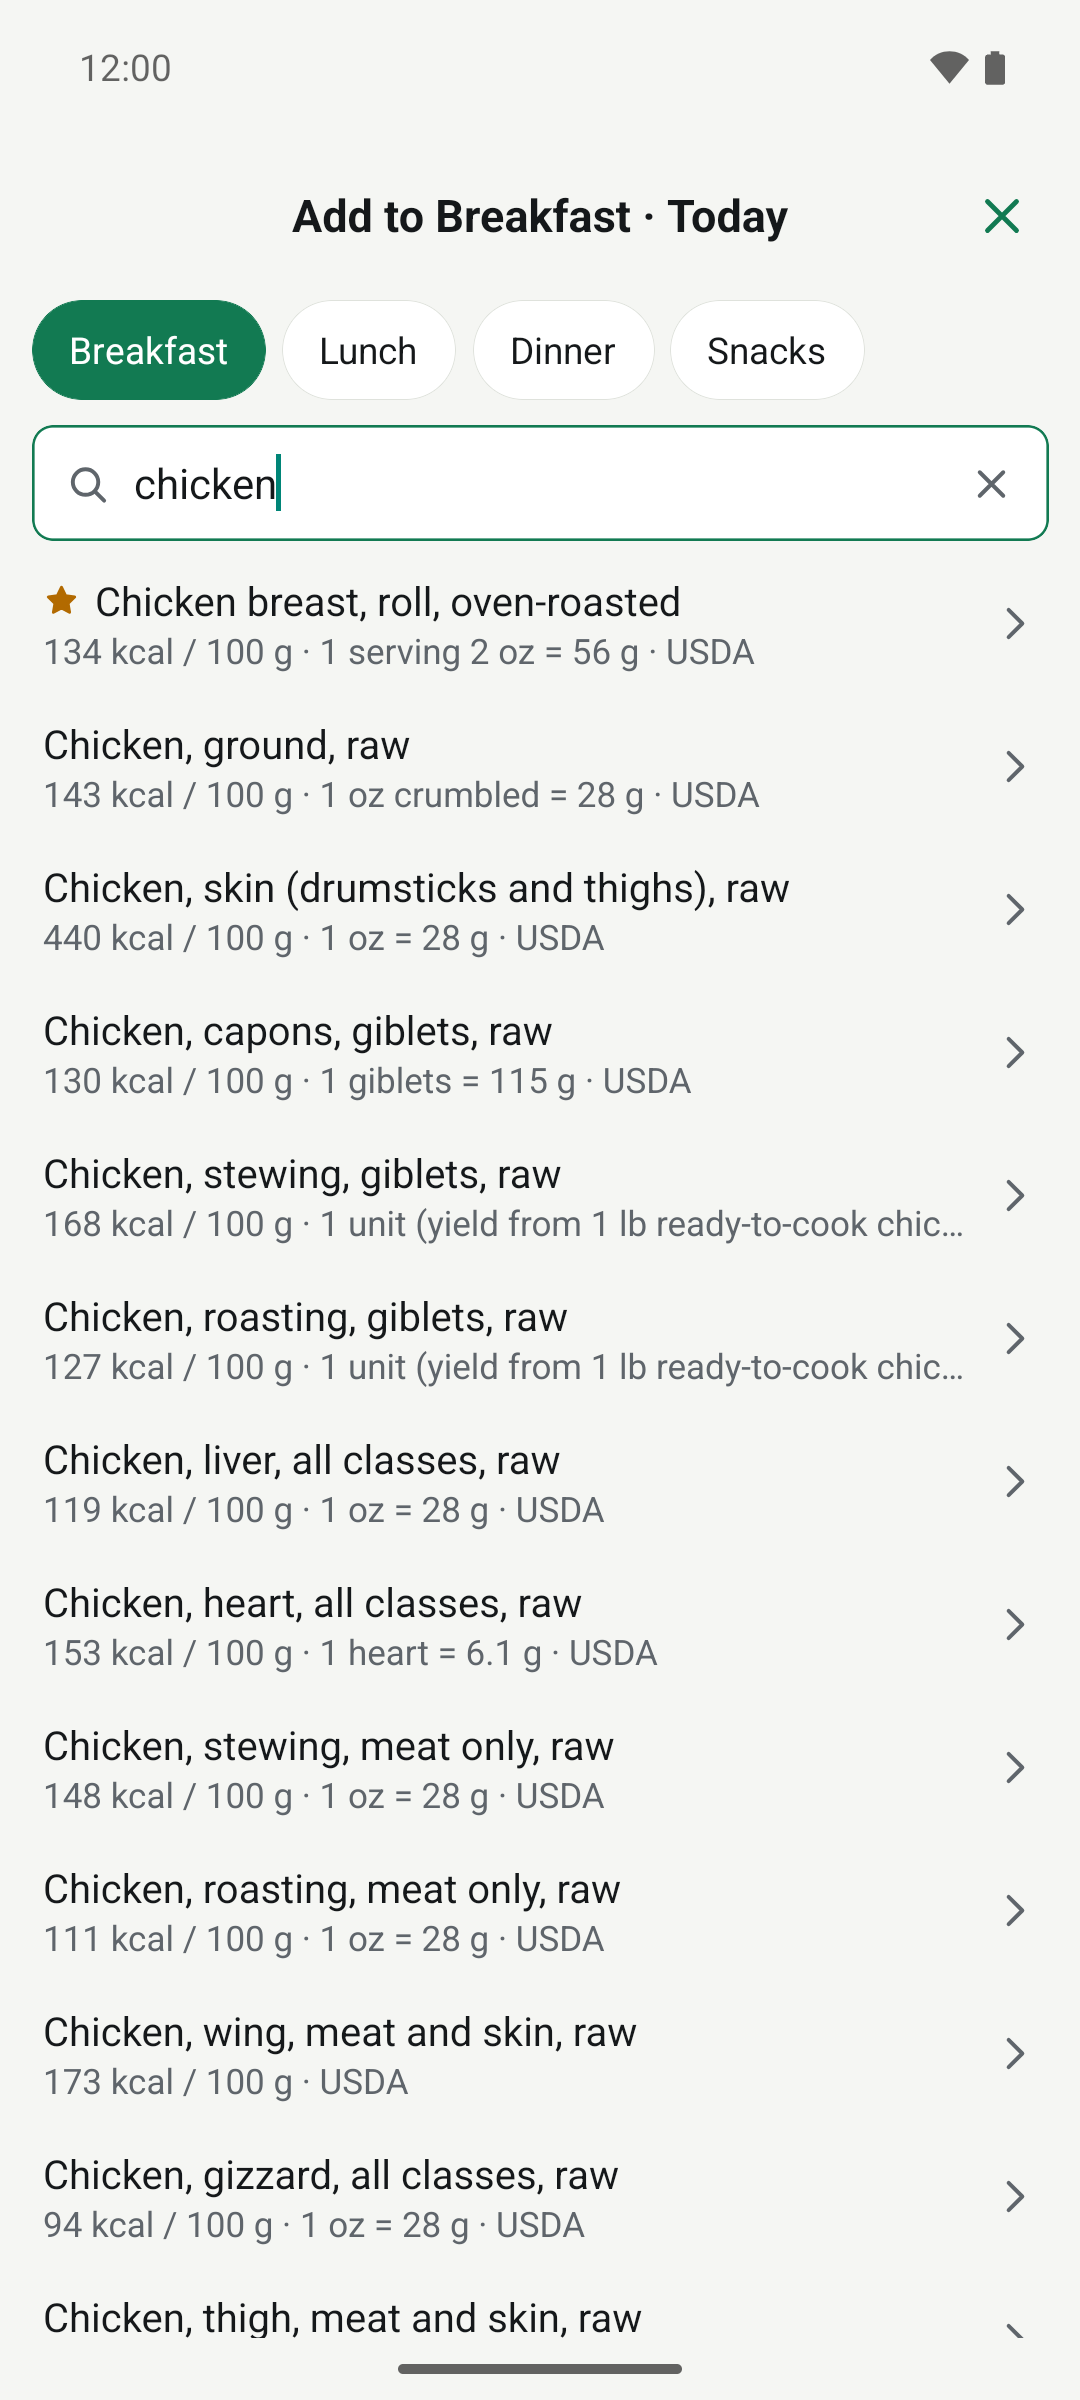 12:00
Add to Breakfast · Today
Breakfast
Lunch
Dinner
Snacks
chicken
Chicken breast, roll, oven-roasted
134 kcal / 100 g · 1 serving 2 oz = 56 g · USDA
Chicken, ground, raw
143 kcal / 100 g · 1 oz crumbled = 28 g · USDA
Chicken, skin (drumsticks and thighs), raw
440 kcal / 100 g · 1 oz = 28 g · USDA
Chicken, capons, giblets, raw
130 kcal / 100 g · 1 giblets = 115 g · USDA
Chicken, stewing, giblets, raw
168 kcal / 100 g · 1 unit (yield from 1 lb ready-to-cook chic…
Chicken, roasting, giblets, raw
127 kcal / 100 g · 1 unit (yield from 1 lb ready-to-cook chic…
Chicken, liver, all classes, raw
119 kcal / 100 g · 1 oz = 28 g · USDA
Chicken, heart, all classes, raw
153 kcal / 100 g · 1 heart = 6.1 g · USDA
Chicken, stewing, meat only, raw
148 kcal / 100 g · 1 oz = 28 g · USDA
Chicken, roasting, meat only, raw
111 kcal / 100 g · 1 oz = 28 g · USDA
Chicken, wing, meat and skin, raw
173 kcal / 100 g · USDA
Chicken, gizzard, all classes, raw
94 kcal / 100 g · 1 oz = 28 g · USDA
Chicken, thigh, meat and skin, raw